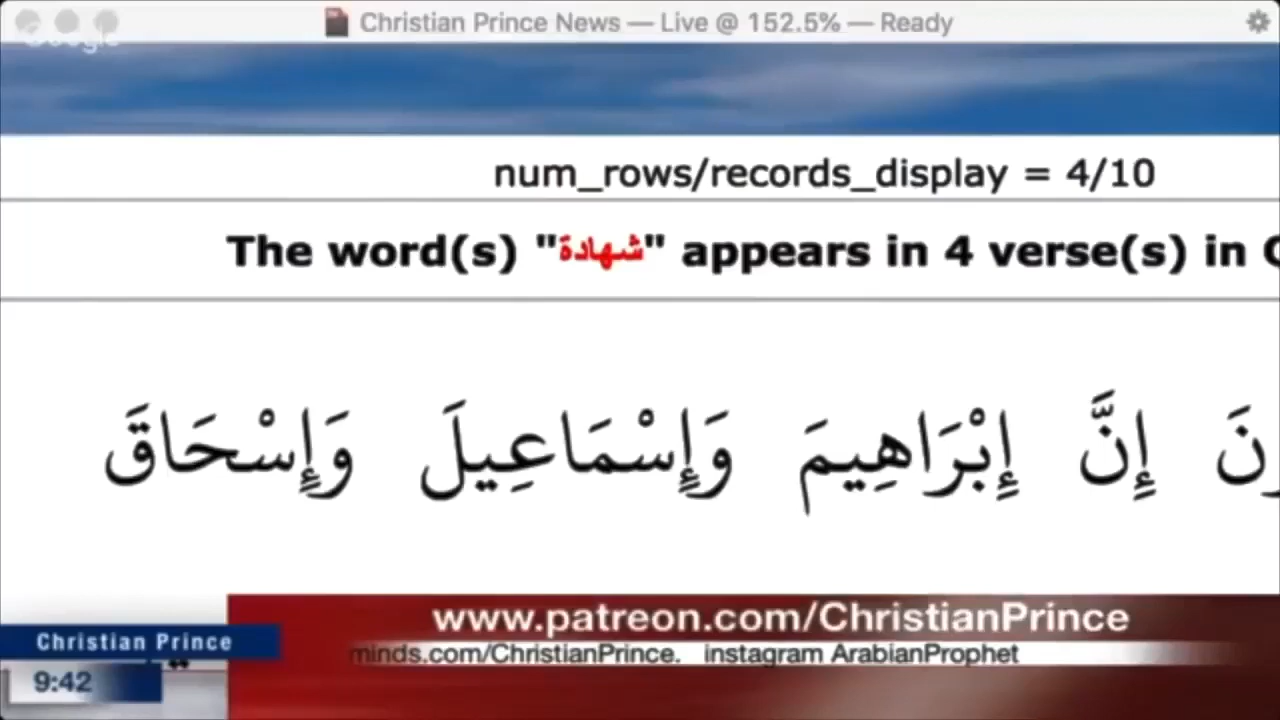 Christian Prince News — Live @ 152.5% — Ready
Google
num_rows/records_display = 4/10
The word(s) "شهادة" appears in 4 verse(s) in
إِنَّ إِبْرَاهِيمَ وَإِسْمَاعِيلَ وَإِسْحَاقَ
www.patreon.com/ChristianPrince
Christian Prince
minds.com/ChristianPrince. instagram ArabianProphet
9:42